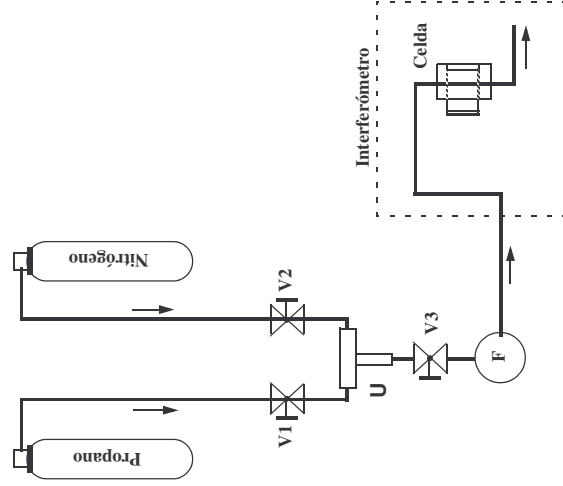 Interferómetro
Celda
Nitrógeno
V2
V3
F
U
V1
Propano